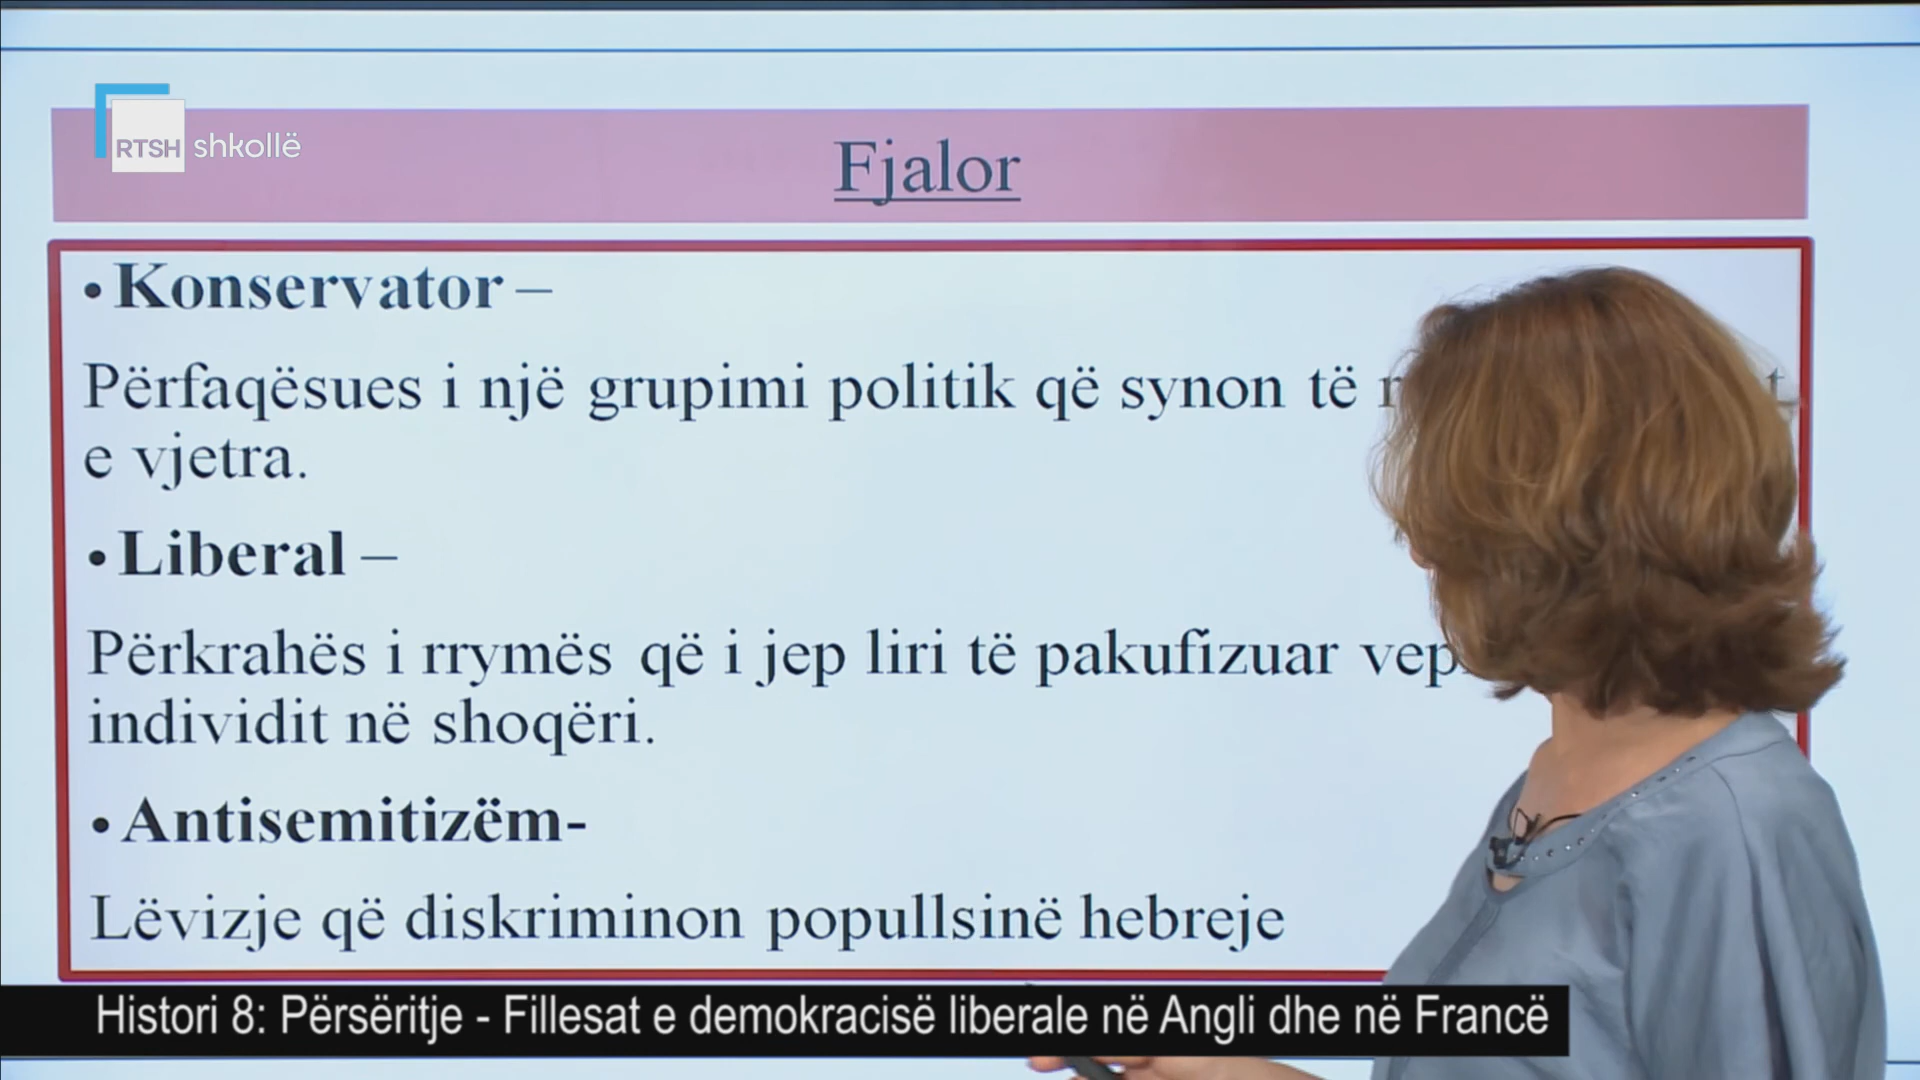 RTSH shkollë
Fjalor
• Konservator –
Përfaqësues i një grupimi politik që synon të
e vjetra.
• Liberal –
Përkrahës i rrymës që i jep liri të pakufizuar
individit në shoqëri.
• Antisemitizëm-
Lëvizje që diskriminon popullsinë hebreje
Histori 8: Përsëritje - Fillesat e demokracisë liberale në Angli dhe në Francë